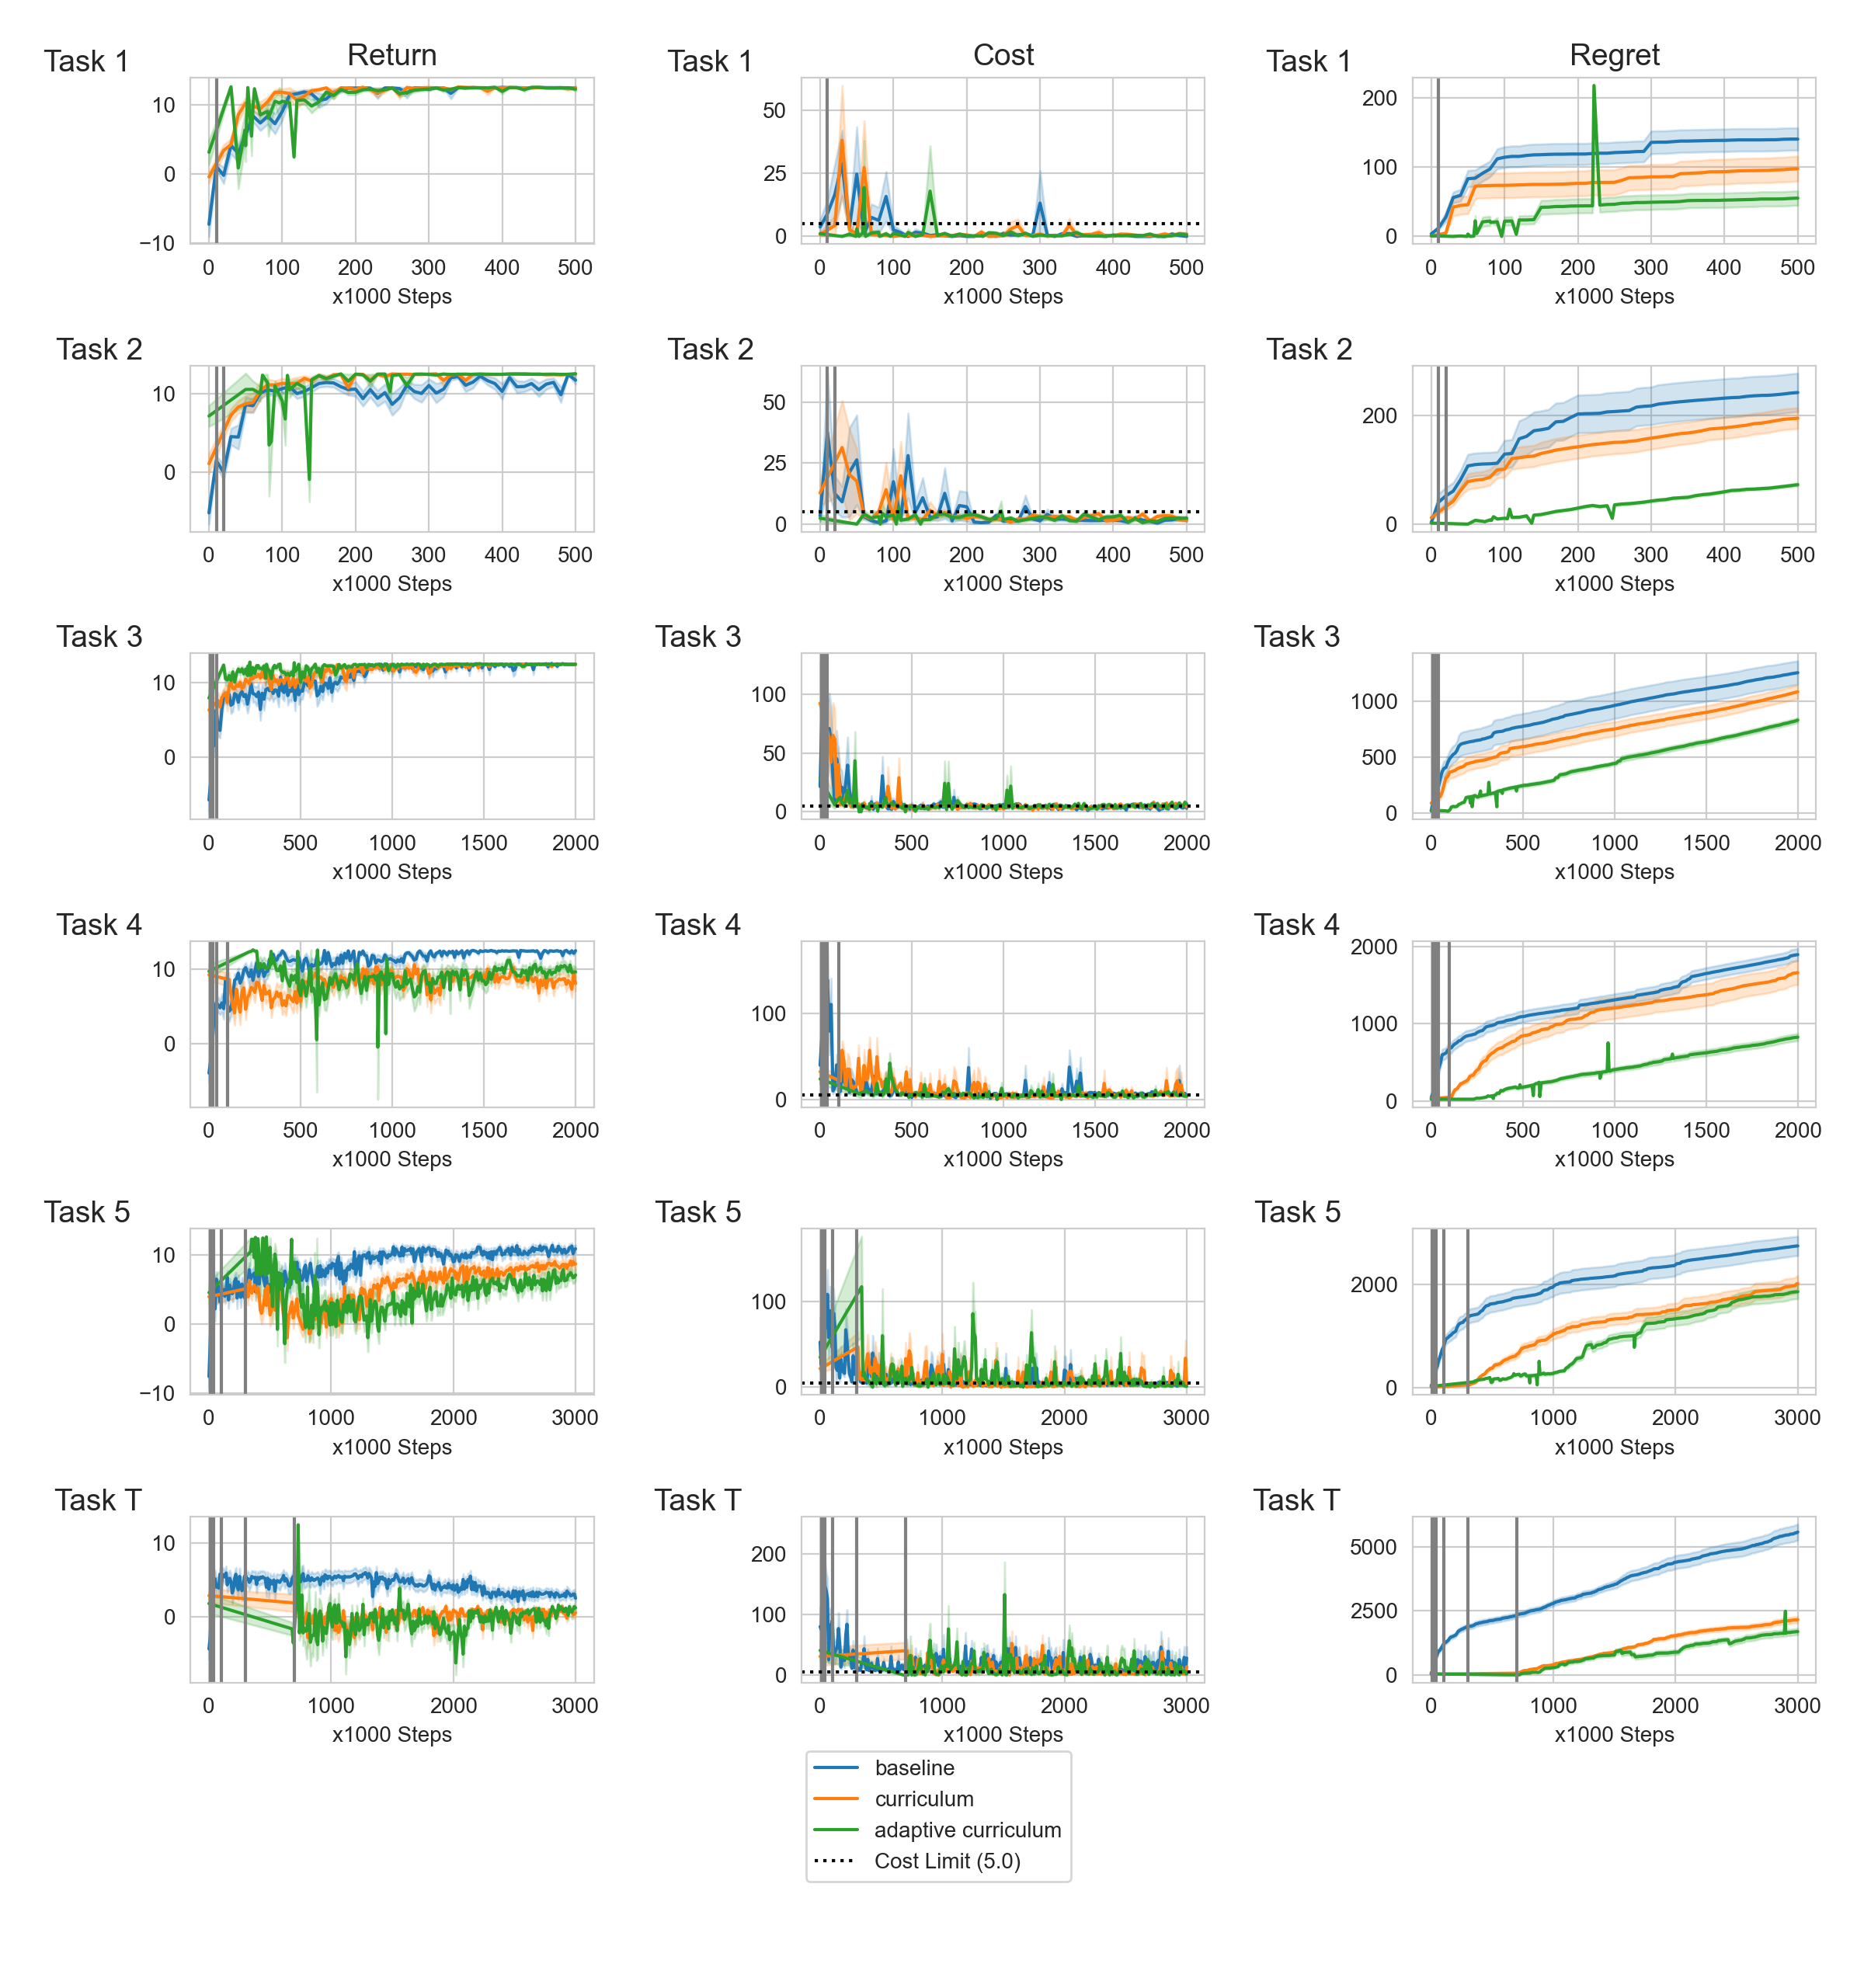 Task 1 Return Task 1 Cost Task 1 Regret
10
0
−10
0 100 200 300 400 500
x1000 Steps
50
25
0
0 100 200 300 400 500
x1000 Steps
200
100
0
0 100 200 300 400 500
x1000 Steps
Task 2 Task 2 Task 2
10
0
0 100 200 300 400 500
x1000 Steps
50
25
0
0 100 200 300 400 500
x1000 Steps
200
0
0 100 200 300 400 500
x1000 Steps
Task 3 Task 3 Task 3
10
0
0 500 1000 1500 2000
x1000 Steps
100
50
0
0 500 1000 1500 2000
x1000 Steps
1000
500
0
0 500 1000 1500 2000
x1000 Steps
Task 4 Task 4 Task 4
10
0
0 500 1000 1500 2000
x1000 Steps
100
0
0 500 1000 1500 2000
x1000 Steps
2000
1000
0
0 500 1000 1500 2000
x1000 Steps
Task 5 Task 5 Task 5
10
0
−10
0 1000 2000 3000
x1000 Steps
100
0
0 1000 2000 3000
x1000 Steps
2000
0
0 1000 2000 3000
x1000 Steps
Task T Task T Task T
10
0
0 1000 2000 3000
x1000 Steps
200
100
0
0 1000 2000 3000
x1000 Steps
5000
2500
0
0 1000 2000 3000
x1000 Steps
baseline
curriculum
adaptive curriculum
Cost Limit (5.0)